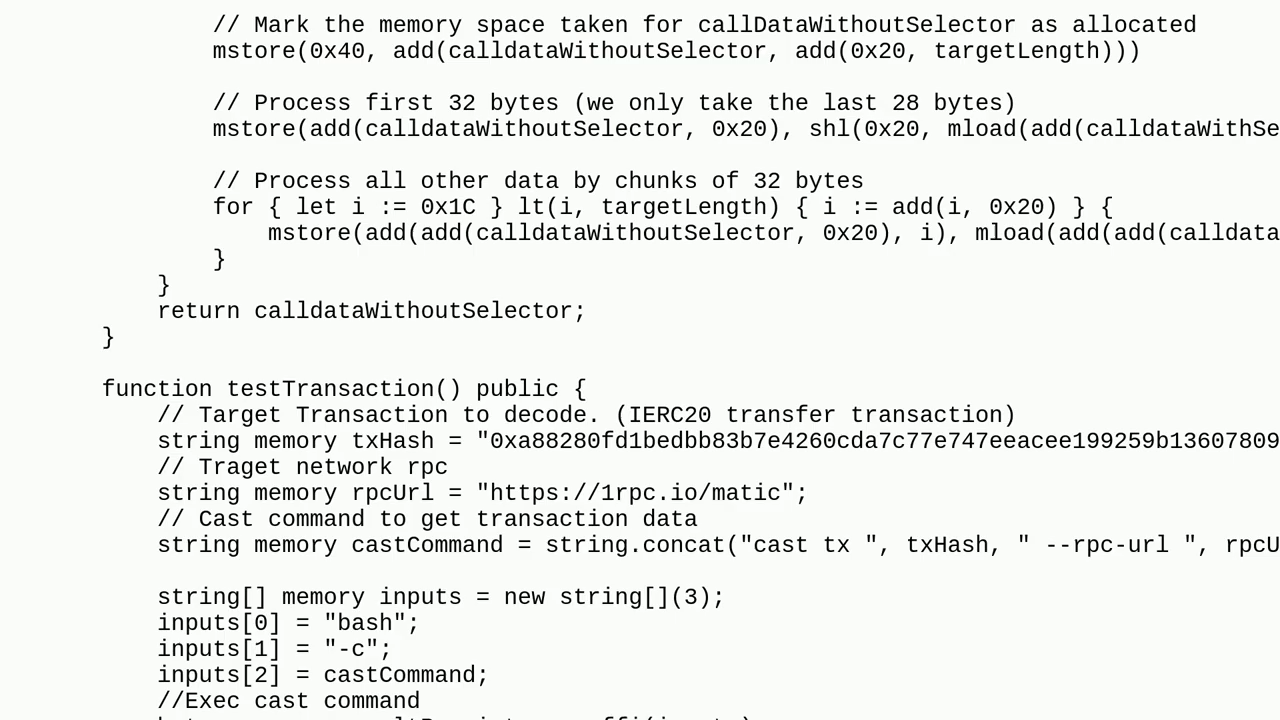 // Mark the memory space taken for callDataWithoutSelector as allocated
mstore(0x40, add(calldataWithoutSelector, add(0x20, targetLength)))
// Process first 32 bytes (we only take the last 28 bytes)
mstore(add(calldataWithoutSelector, 0x20), shl(0x20, mload(add(calldataWithSe
// Process all other data by chunks of 32 bytes
for { let i := 0x1C } lt(i, targetLength) { i := add(i, 0x20) } {
mstore(add(add(calldataWithoutSelector, 0x20), i), mload(add(add(calldata
}
}
return calldataWithoutSelector;
}
function testTransaction() public {
// Target Transaction to decode. (IERC20 transfer transaction)
string memory txHash = "0xa88280fd1bedbb83b7e4260cda7c77e747eeacee199259b13607809
// Traget network rpc
string memory rpcUrl = "https://1rpc.io/matic";
// Cast command to get transaction data
string memory castCommand = string.concat("cast tx ", txHash, " --rpc-url ", rpcU
string[] memory inputs = new string[](3);
inputs[0] = "bash";
inputs[1] = "-c";
inputs[2] = castCommand;
//Exec cast command